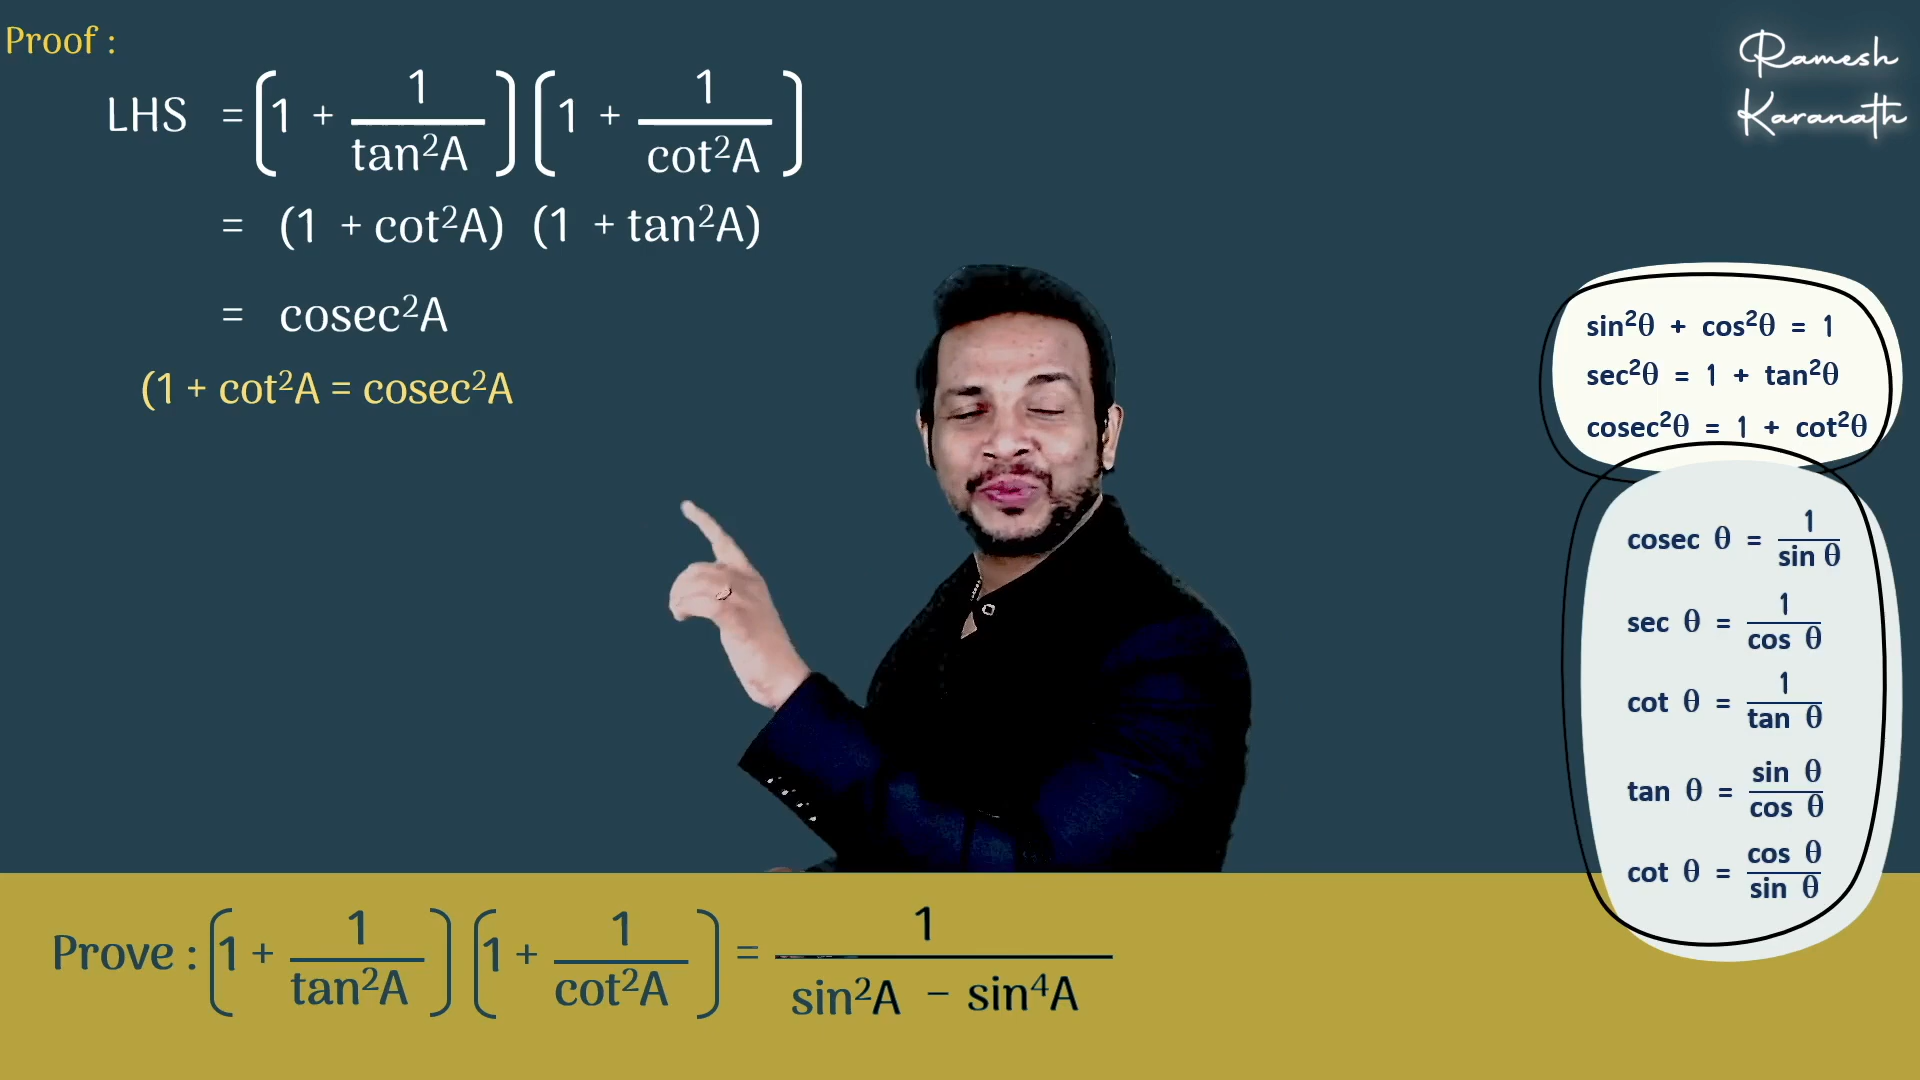 Proof :
LHS = (1 + 1/tan²A) (1 + 1/cot²A)
= (1 + cot²A) (1 + tan²A)
= cosec²A
(1 + cot²A = cosec²A
Ramesh
Karanath
sin²θ + cos²θ = 1
sec²θ = 1 + tan²θ
cosec²θ = 1 + cot²θ
cosec θ = 1/sin θ
sec θ = 1/cos θ
cot θ = 1/tan θ
tan θ = sin θ/cos θ
cot θ = cos θ/sin θ
Prove : (1 + 1/tan²A) (1 + 1/cot²A) = 1/(sin²A − sin⁴A)